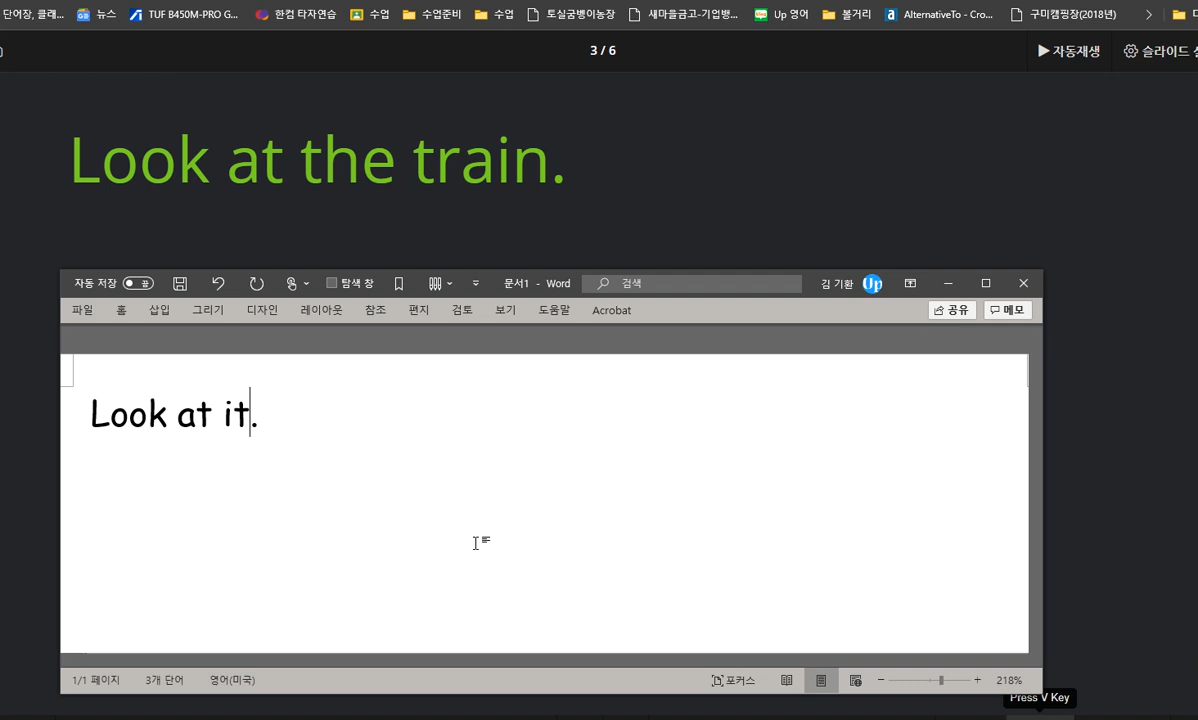 단어장, 클래... 뉴스 TUF B450M-PRO G... 한컴 타자연습 수업 수업준비 수업 토실굼벵이농장 새마을금고-기업뱅... Up 영어 볼거리 AlternativeTo - Cro... 구미캠핑장(2018년)
3 / 6 자동재생 슬라이드
Look at the train.
자동 저장 끔 탐색 창 문서1 - Word 검색 김 기환 Up
파일 홈 삽입 그리기 디자인 레이아웃 참조 편지 검토 보기 도움말 Acrobat 공유 메모
Look at it.
1/1 페이지 3개 단어 영어(미국) 포커스 218%
Press V Key